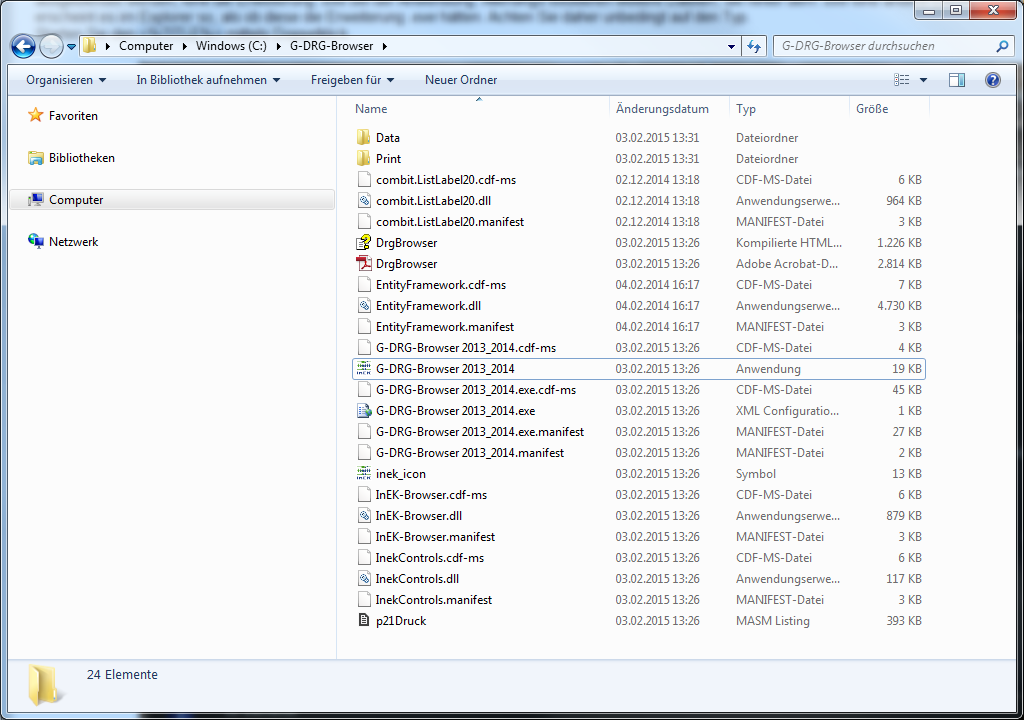 Computer Windows (C:) G-DRG-Browser G-DRG-Browser durchsuchen
Organisieren In Bibliothek aufnehmen Freigeben für Neuer Ordner
Favoriten
Bibliotheken
Computer
Netzwerk
Name Änderungsdatum Typ Größe
Data 03.02.2015 13:31 Dateiordner
Print 03.02.2015 13:31 Dateiordner
combit.ListLabel20.cdf-ms 02.12.2014 13:18 CDF-MS-Datei 6 KB
combit.ListLabel20.dll 02.12.2014 13:18 Anwendungserwe... 964 KB
combit.ListLabel20.manifest 02.12.2014 13:18 MANIFEST-Datei 3 KB
DrgBrowser 03.02.2015 13:26 Kompilierte HTML... 1.226 KB
DrgBrowser 03.02.2015 13:26 Adobe Acrobat-D... 2.814 KB
EntityFramework.cdf-ms 04.02.2014 16:17 CDF-MS-Datei 7 KB
EntityFramework.dll 04.02.2014 16:17 Anwendungserwe... 4.730 KB
EntityFramework.manifest 04.02.2014 16:17 MANIFEST-Datei 3 KB
G-DRG-Browser 2013_2014.cdf-ms 03.02.2015 13:26 CDF-MS-Datei 4 KB
G-DRG-Browser 2013_2014 03.02.2015 13:26 Anwendung 19 KB
G-DRG-Browser 2013_2014.exe.cdf-ms 03.02.2015 13:26 CDF-MS-Datei 45 KB
G-DRG-Browser 2013_2014.exe 03.02.2015 13:26 XML Configuratio... 1 KB
G-DRG-Browser 2013_2014.exe.manifest 03.02.2015 13:26 MANIFEST-Datei 27 KB
G-DRG-Browser 2013_2014.manifest 03.02.2015 13:26 MANIFEST-Datei 2 KB
inek_icon 03.02.2015 13:26 Symbol 13 KB
InEK-Browser.cdf-ms 03.02.2015 13:26 CDF-MS-Datei 6 KB
InEK-Browser.dll 03.02.2015 13:26 Anwendungserwe... 879 KB
InEK-Browser.manifest 03.02.2015 13:26 MANIFEST-Datei 3 KB
InekControls.cdf-ms 03.02.2015 13:26 CDF-MS-Datei 6 KB
InekControls.dll 03.02.2015 13:26 Anwendungserwe... 117 KB
InekControls.manifest 03.02.2015 13:26 MANIFEST-Datei 3 KB
p21Druck 03.02.2015 13:26 MASM Listing 393 KB
24 Elemente